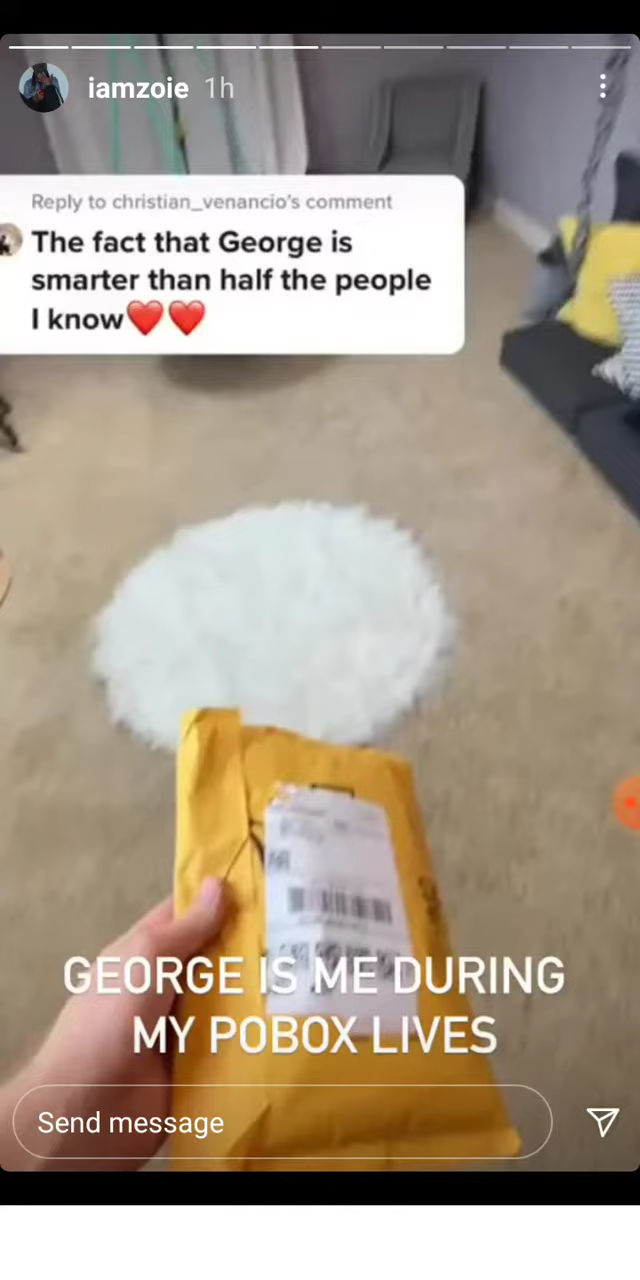 iamzoie 1h
Reply to christian_venancio's comment
The fact that George is
smarter than half the people
I know❤️❤️
GEORGE IS ME DURING
MY POBOX LIVES
Send message